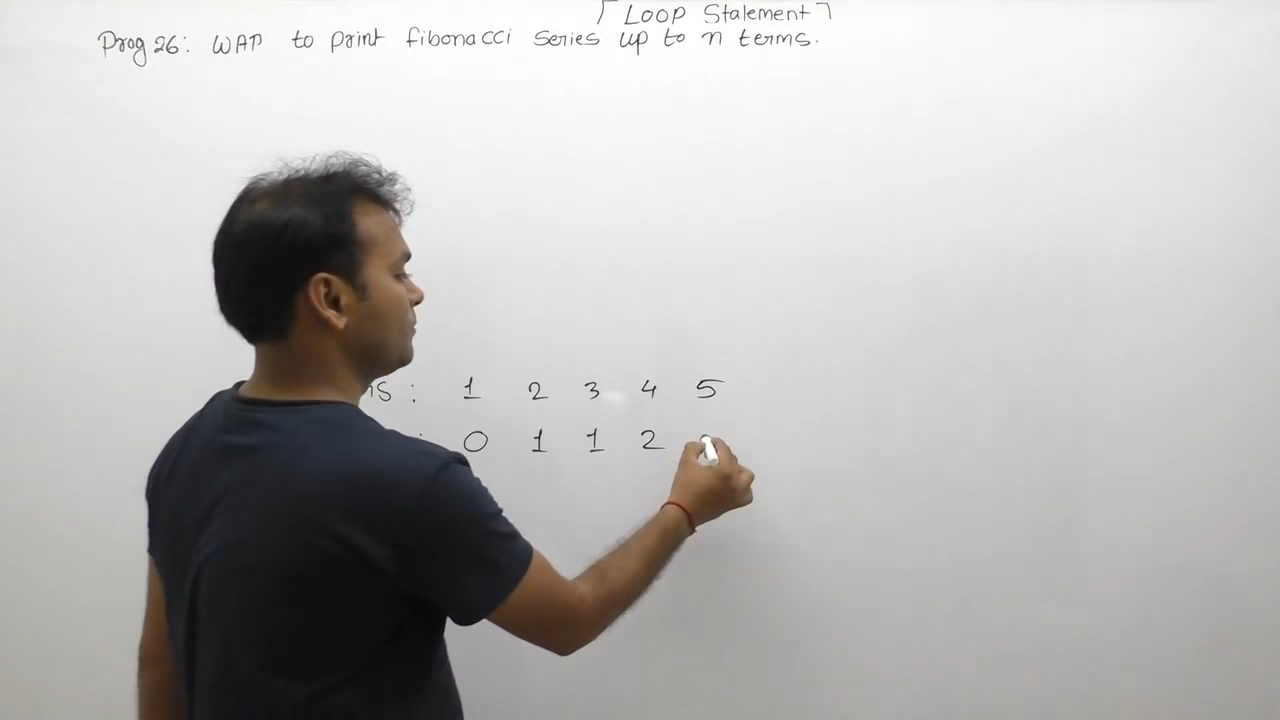 Loop Statement
Prog 26: WAP to print fibonacci series up to n terms.
: 1 2 3 4 5
: 0 1 1 2